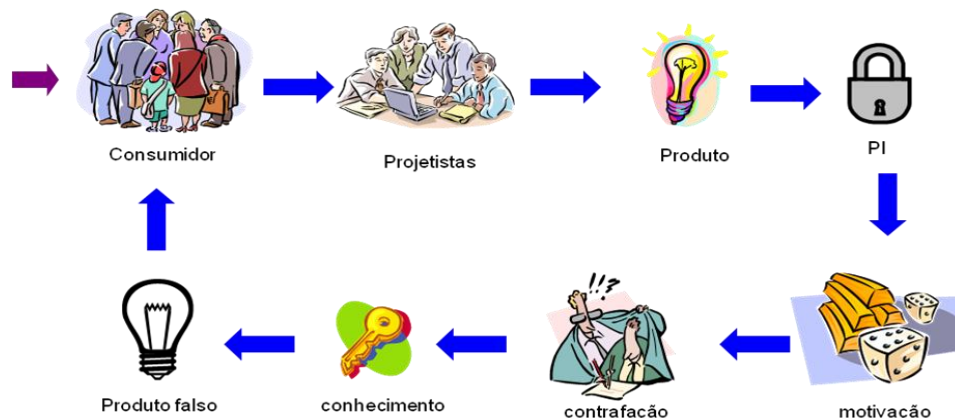 Consumidor
Projetistas
Produto
PI
!!?
Produto falso
conhecimento
contrafacão
motivacão